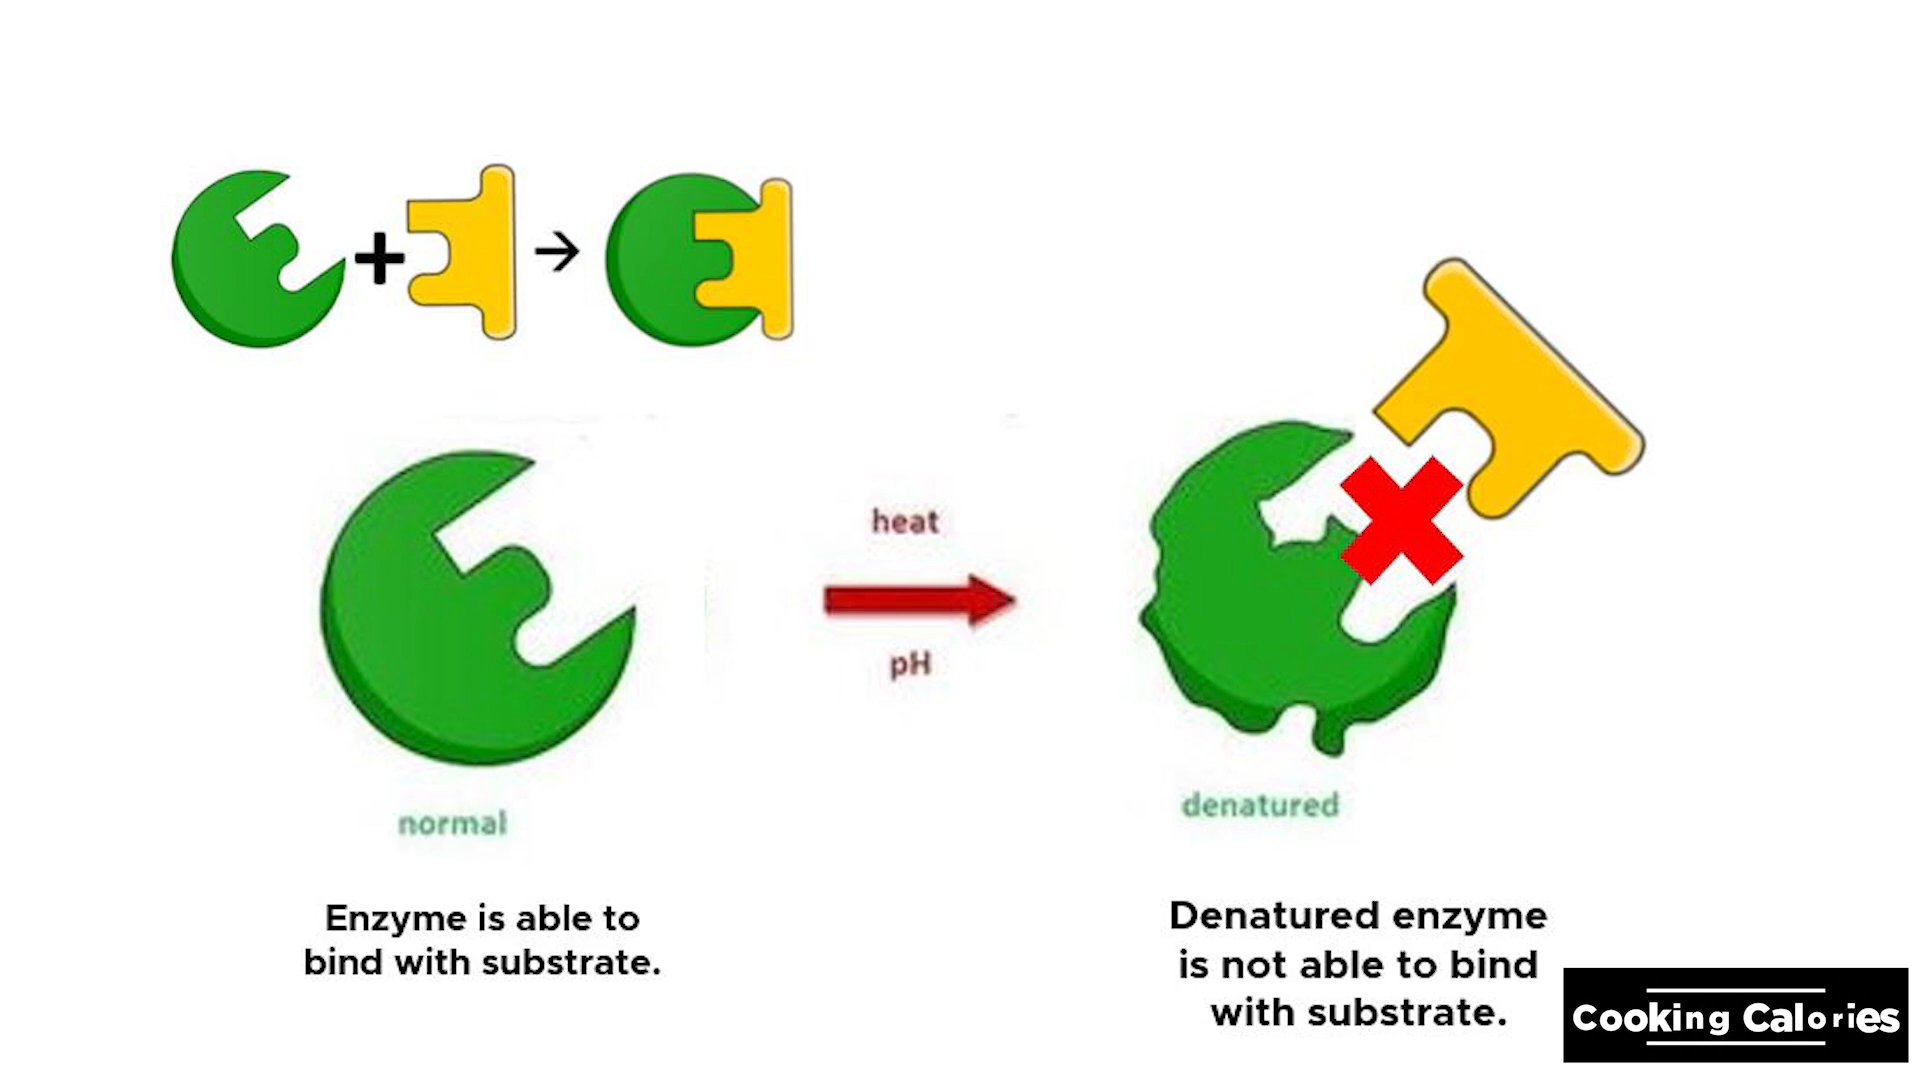 +
→
heat
pH
normal
denatured
Enzyme is able to
bind with substrate.
Denatured enzyme
is not able to bind
with substrate.
Cooking Calories